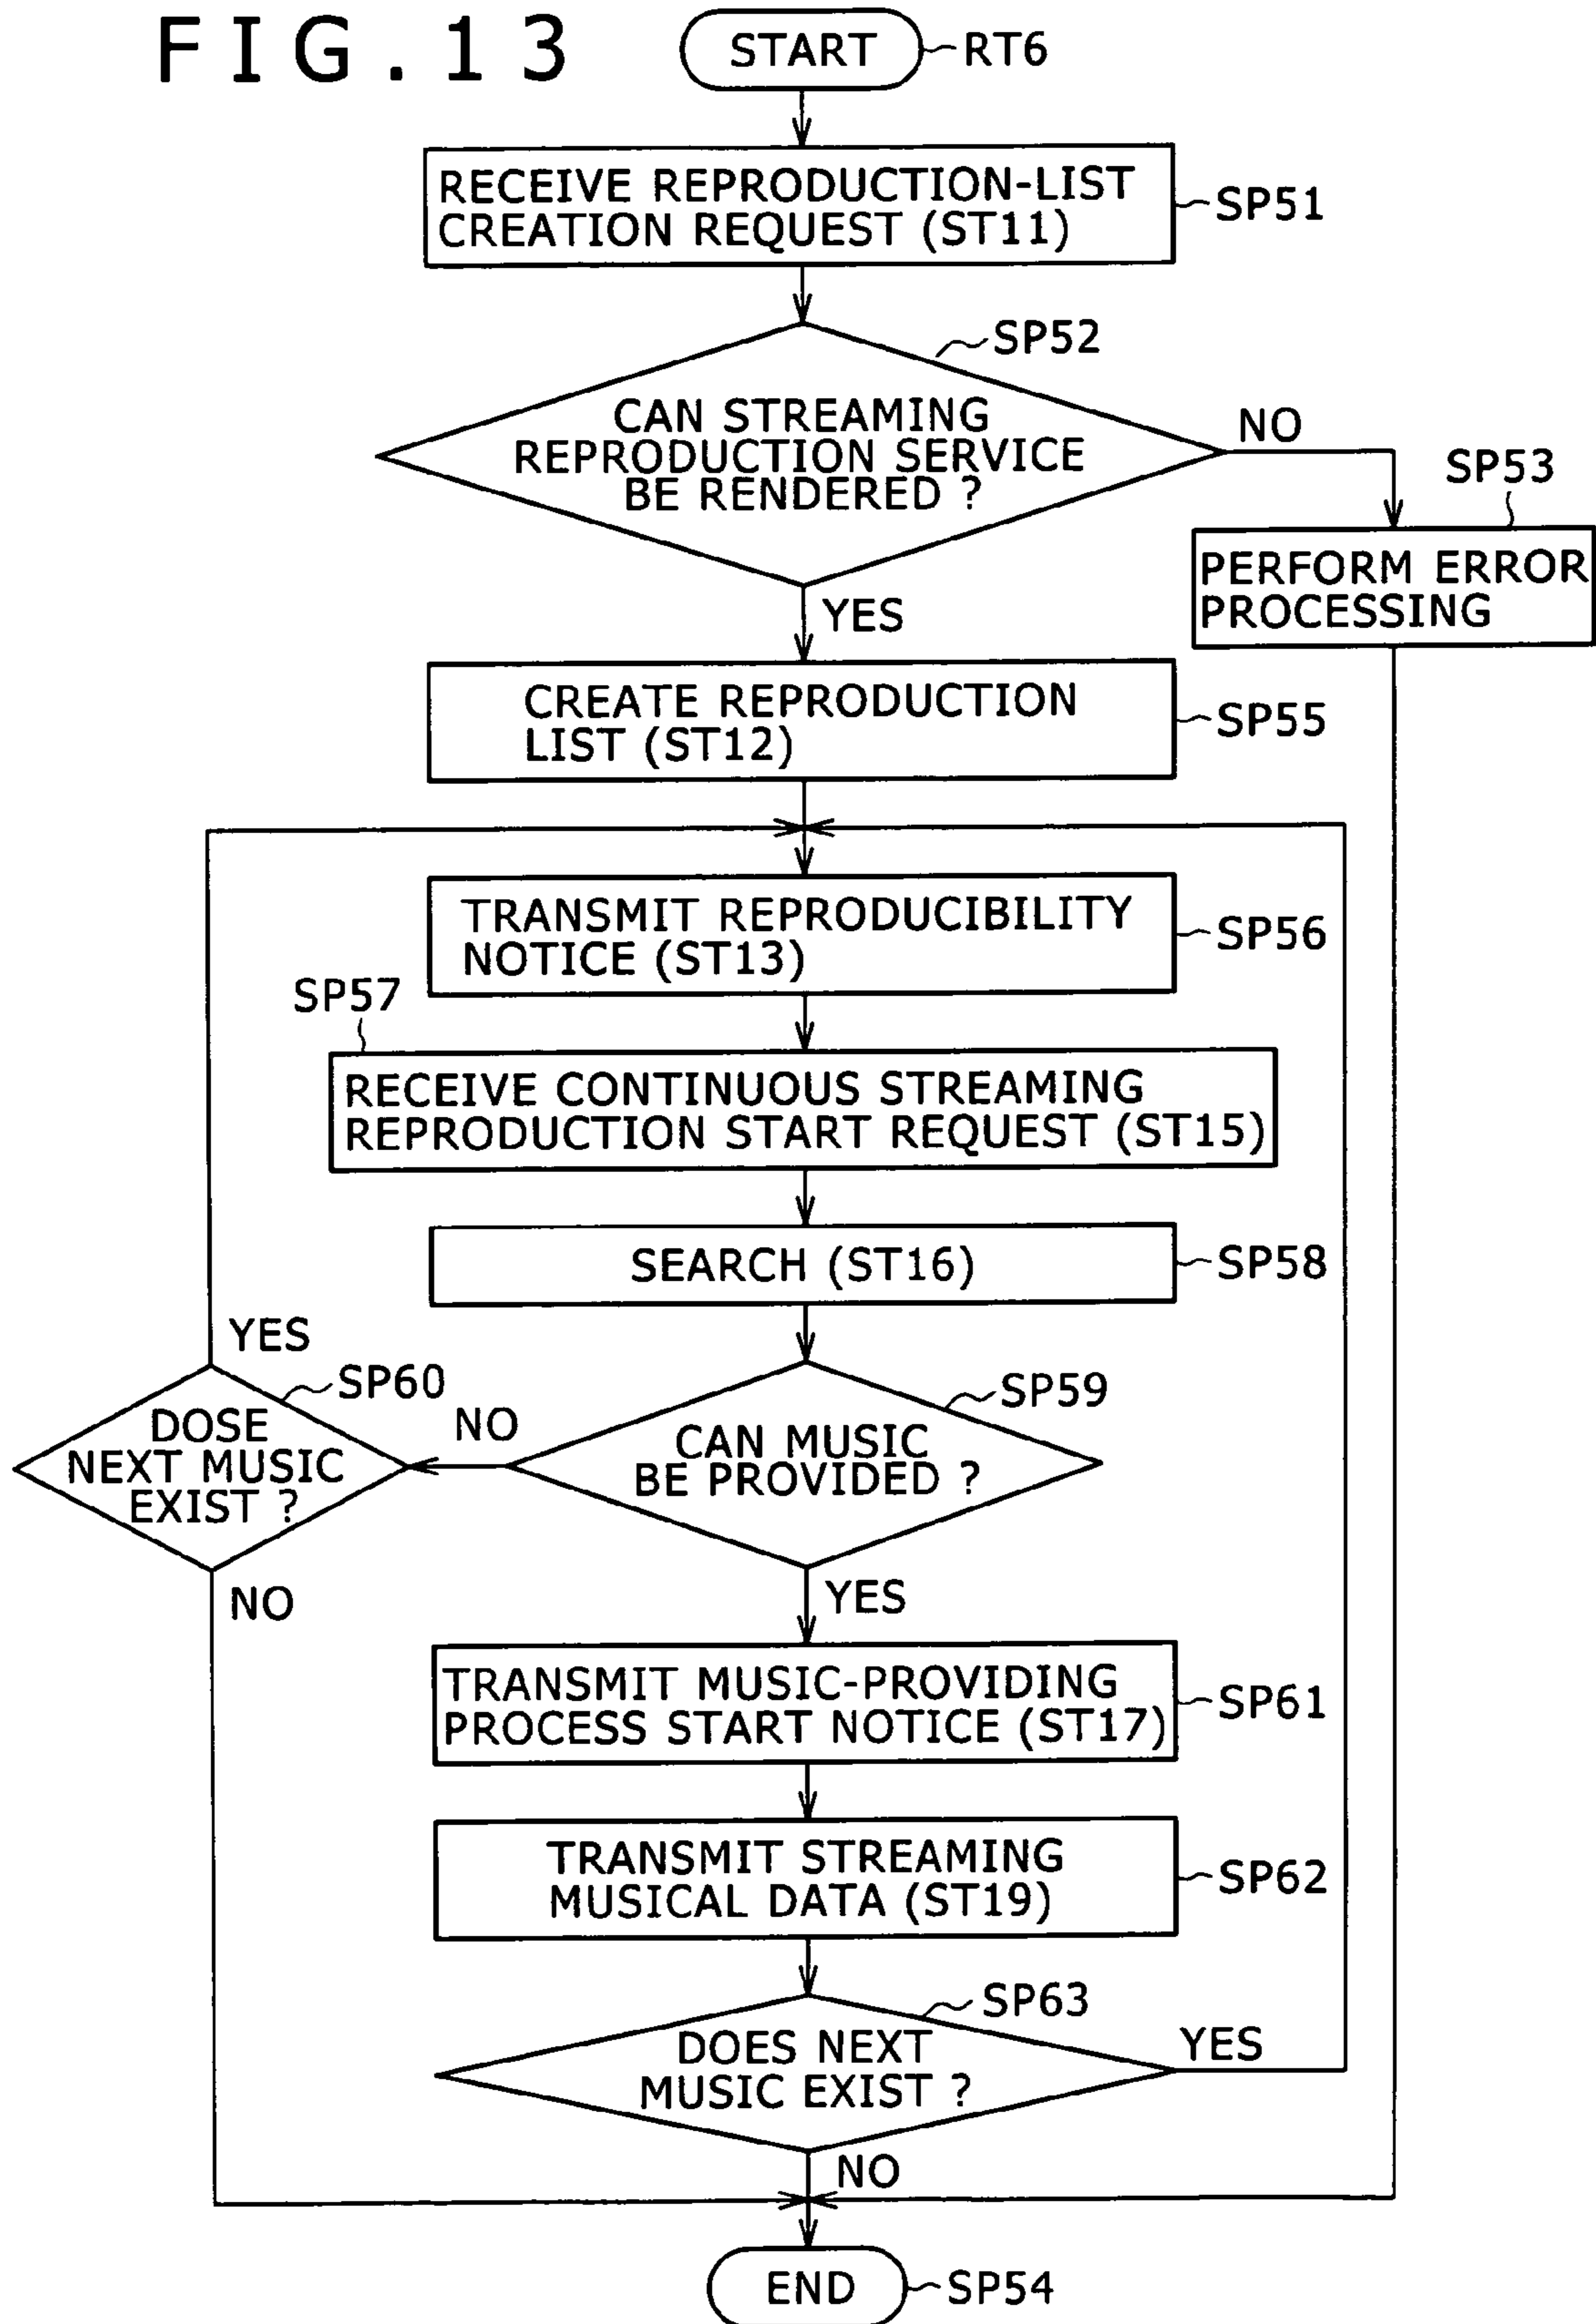 FIG.13
START
RT6
RECEIVE REPRODUCTION-LIST
CREATION REQUEST (ST11)
SP51
SP52
CAN STREAMING
REPRODUCTION SERVICE
BE RENDERED ?
NO
SP53
PERFORM ERROR
PROCESSING
YES
CREATE REPRODUCTION
LIST (ST12)
SP55
TRANSMIT REPRODUCIBILITY
NOTICE (ST13)
SP56
SP57
RECEIVE CONTINUOUS STREAMING
REPRODUCTION START REQUEST (ST15)
SEARCH (ST16)
SP58
YES
SP60
DOSE
NEXT MUSIC
EXIST ?
NO
NO
SP59
CAN MUSIC
BE PROVIDED ?
YES
TRANSMIT MUSIC-PROVIDING
PROCESS START NOTICE (ST17)
SP61
TRANSMIT STREAMING
MUSICAL DATA (ST19)
SP62
SP63
DOES NEXT
MUSIC EXIST ?
YES
NO
END
SP54